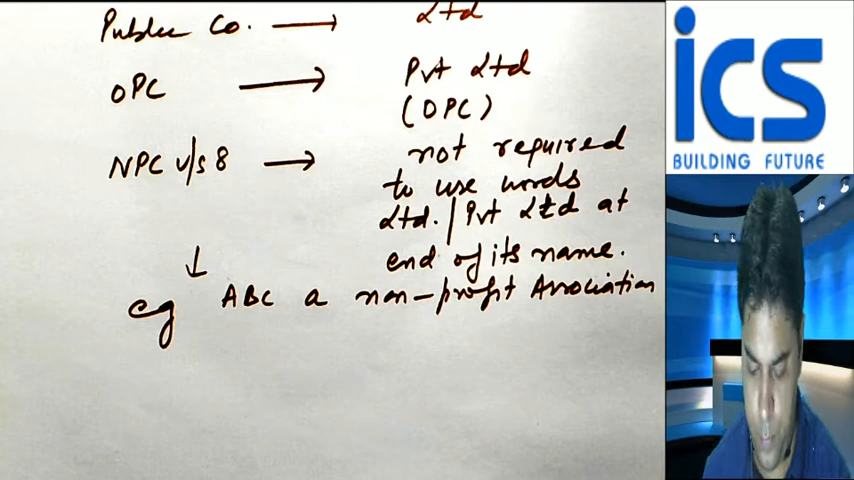 Public Co. → Ltd
OPC → Pvt Ltd
(OPC)
NPC u/s 8 → not required
to use words
Ltd. / Pvt Ltd at
end of its name.
↓
eg ABC a non-profit Association
ICS
BUILDING FUTURE